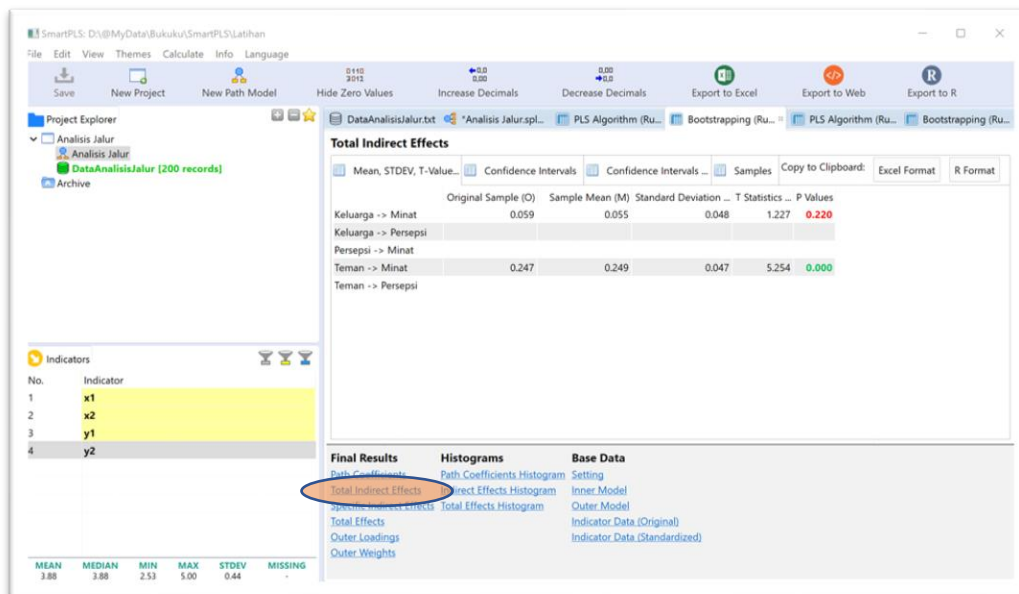 SmartPLS: D:\@MyData\Bukuku\SmartPLS\Latihan
File Edit View Themes Calculate Info Language
Save New Project New Path Model Hide Zero Values Increase Decimals Decrease Decimals Export to Excel Export to Web Export to R
Project Explorer
Analisis Jalur
Analisis Jalur
DataAnalisisJalur [200 records]
Archive
DataAnalisisJalur.txt *Analisis Jalur.spl... PLS Algorithm (Ru... Bootstrapping (Ru... PLS Algorithm (Ru... Bootstrapping (Ru...
Total Indirect Effects
Mean, STDEV, T-Value... Confidence Intervals Confidence Intervals ... Samples Copy to Clipboard: Excel Format R Format
Original Sample (O) Sample Mean (M) Standard Deviation ... T Statistics ... P Values
Keluarga -> Minat 0.059 0.055 0.048 1.227 0.220
Keluarga -> Persepsi
Persepsi -> Minat
Teman -> Minat 0.247 0.249 0.047 5.254 0.000
Teman -> Persepsi
Indicators
No. Indicator
1 x1
2 x2
3 y1
4 y2
MEAN MEDIAN MIN MAX STDEV MISSING
3.88 3.88 2.53 5.00 0.44 -
Final Results Histograms Base Data
Path Coefficients Path Coefficients Histogram Setting
Total Indirect Effects Indirect Effects Histogram Inner Model
Specific Indirect Effects Total Effects Histogram Outer Model
Total Effects Indicator Data (Original)
Outer Loadings Indicator Data (Standardized)
Outer Weights